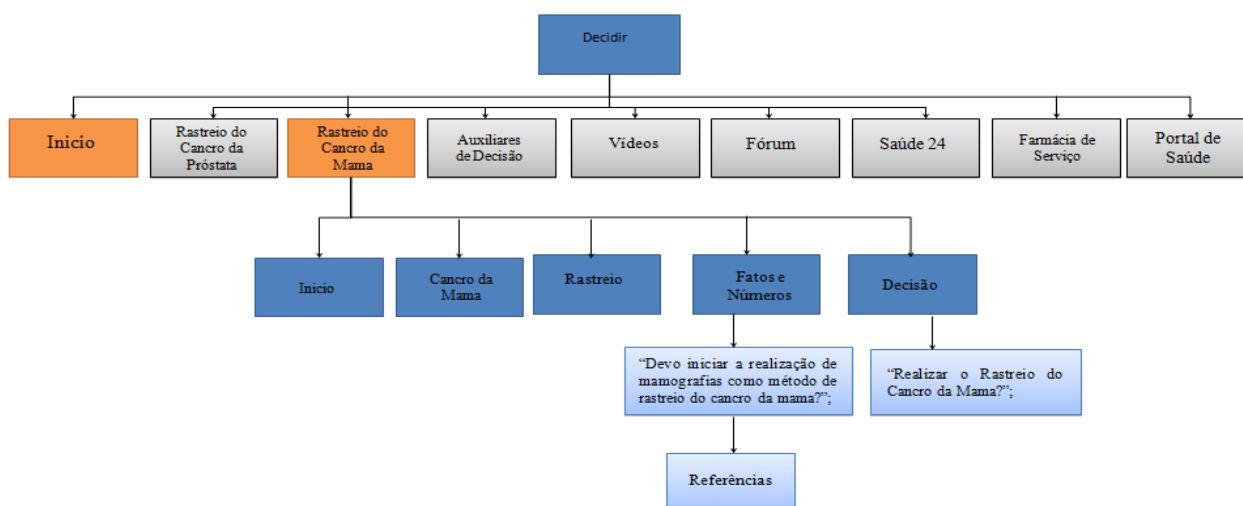 Decidir
Inicio
Rastreio do
Cancro da
Próstata
Rastreio do
Cancro da
Mama
Auxiliares
de Decisão
Vídeos
Fórum
Saúde 24
Farmácia de
Serviço
Portal de
Saúde
Inicio
Cancro da
Mama
Rastreio
Fatos e
Números
Decisão
“Devo iniciar a realização de
mamografias como método de
rastreio do cancro da mama?”;
“Realizar o Rastreio do
Cancro da Mama?”;
Referências